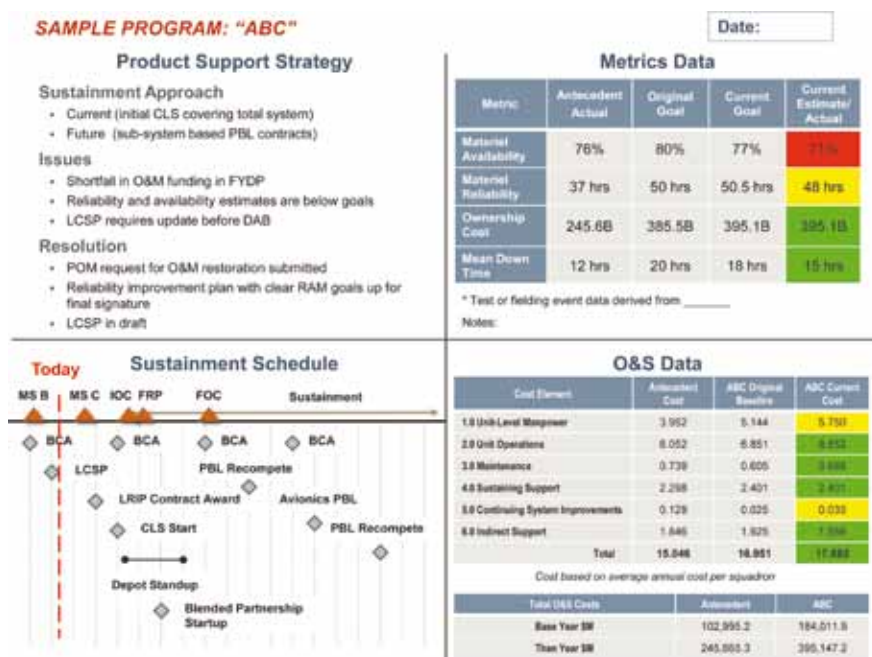 SAMPLE PROGRAM: “ABC”
Date:
Product Support Strategy
Sustainment Approach
• Current (initial CLS covering total system)
• Future (sub-system based PBL contracts)
Issues
• Shortfall in O&M funding in FYDP
• Reliability and availability estimates are below goals
• LCSP requires update before DAB
Resolution
• POM request for O&M restoration submitted
• Reliability improvement plan with clear RAM goals up for
final signature
• LCSP in draft
Metrics Data
Metric Antecedent Actual Original Goal Current Goal Current Estimate/ Actual
Materiel Availability 76% 80% 77% 71%
Materiel Reliability 37 hrs 50 hrs 50.5 hrs 48 hrs
Ownership Cost 245.6B 385.5B 395.1B 395.1B
Mean Down Time 12 hrs 20 hrs 18 hrs 15 hrs
* Test or fielding event data derived from ______
Notes:
Today
Sustainment Schedule
MS B MS C IOC FRP FOC Sustainment
BCA BCA BCA BCA
LCSP PBL Recompete
LRIP Contract Award Avionics PBL
CLS Start PBL Recompete
Depot Standup
Blended Partnership
Startup
O&S Data
Cost Element Antecedent Cost ABC Original Baseline ABC Current Cost
1.0 Unit-Level Manpower 3.952 5.144 5.750
2.0 Unit Operations 6.052 6.851
3.0 Maintenance 0.739 0.605
4.0 Sustaining Support 2.298 2.401 2.401
5.0 Continuing System Improvements 0.129 0.025
6.0 Indirect Support 1.846 1.925
Total 15.046 16.951
Cost based on average annual cost per squadron
Total O&S Costs Antecedent ABC
Base Year $M 102,995.2 184,011.9
Then Year $M 395,147.2